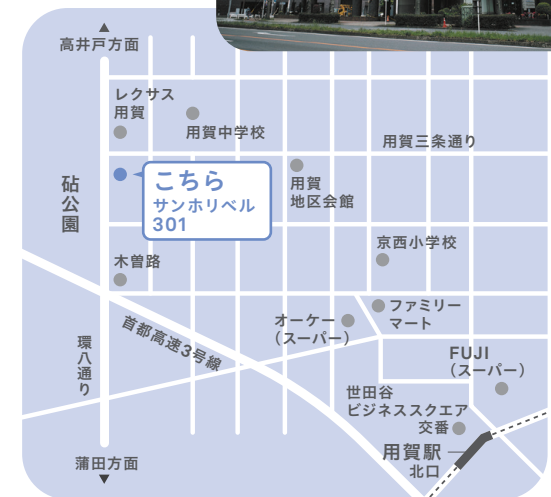 高井戸方面
レクサス
用賀
用賀中学校
用賀三条通り
砧公園
こちら
サンホリベル
301
用賀
地区会館
京西小学校
木曽路
ファミリー
マート
オーケー
（スーパー）
首都高速3号線
環八通り
FUJI
（スーパー）
世田谷
ビジネススクエア
交番
用賀駅
北口
蒲田方面